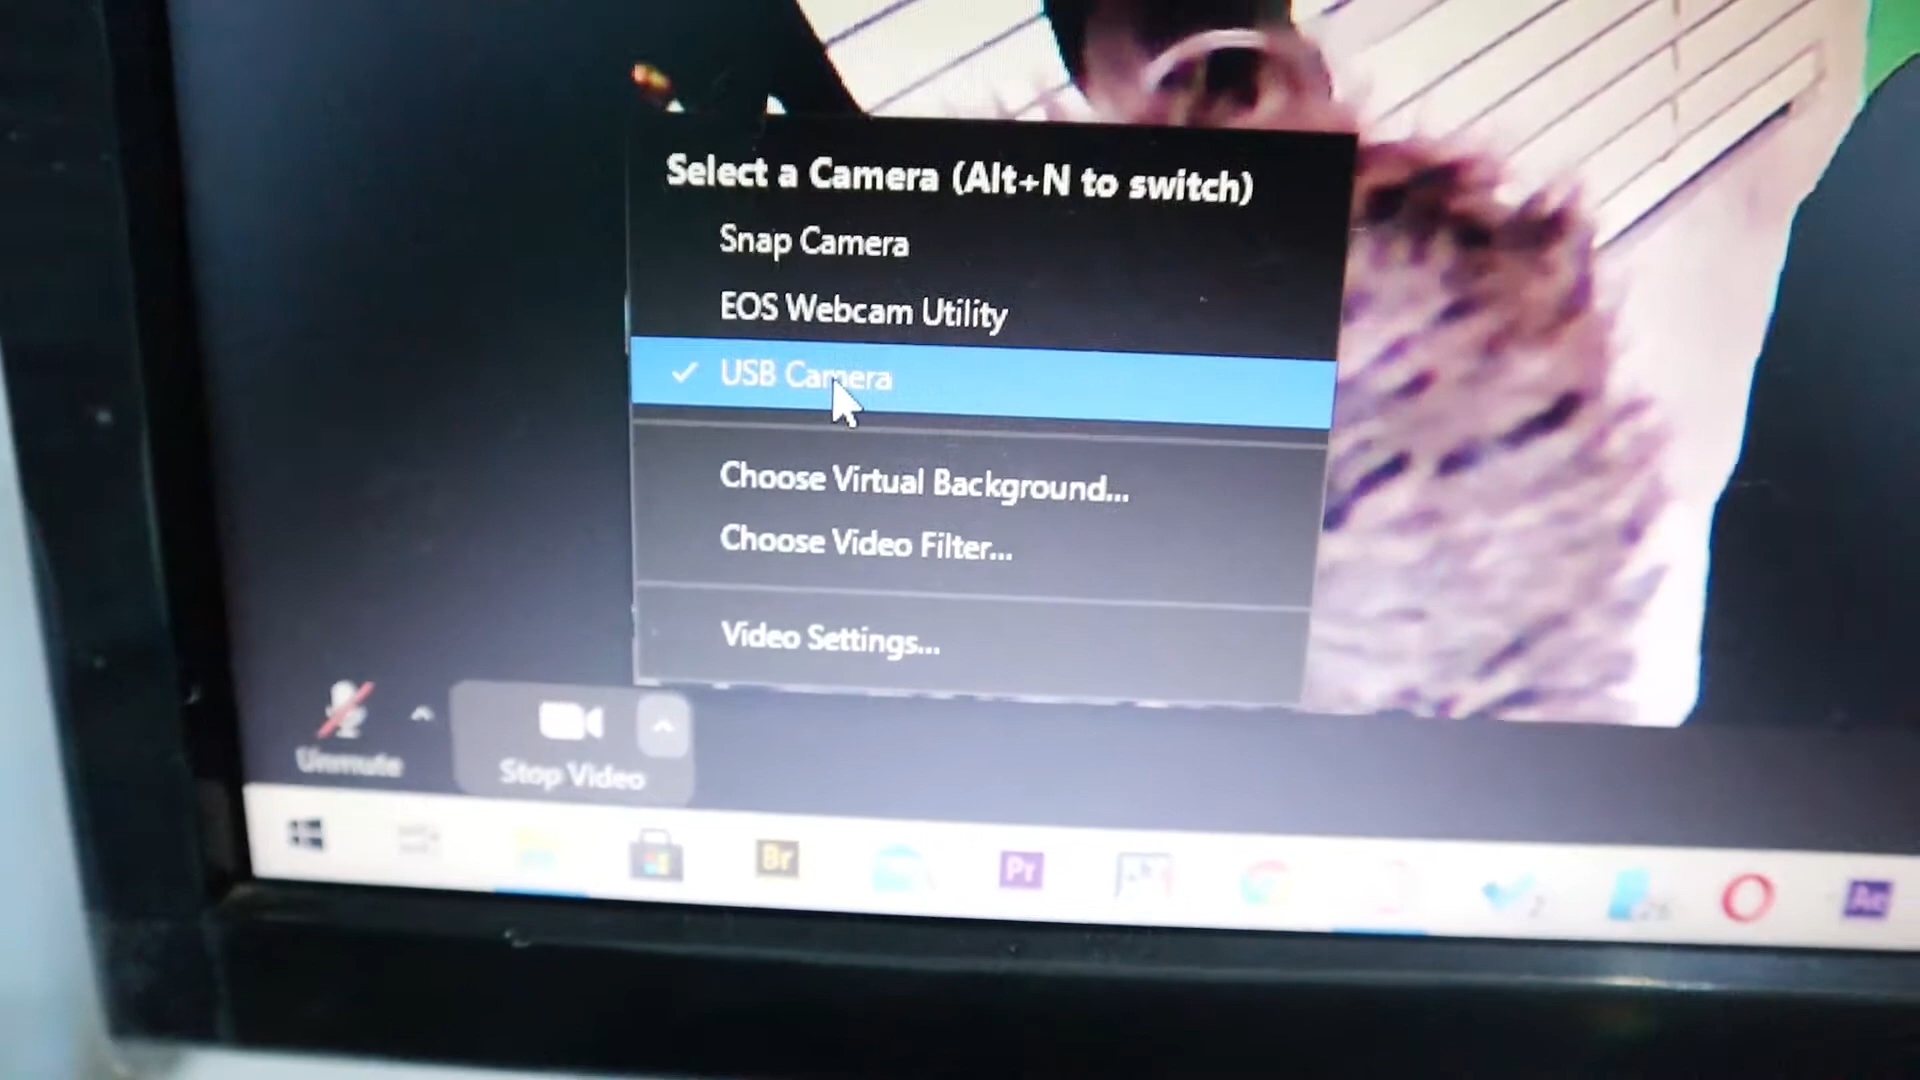 Select a Camera (Alt+N to switch)
Snap Camera
EOS Webcam Utility
USB Camera
Choose Virtual Background...
Choose Video Filter...
Video Settings...
Unmute
Stop Video
Br
Pr
Ae